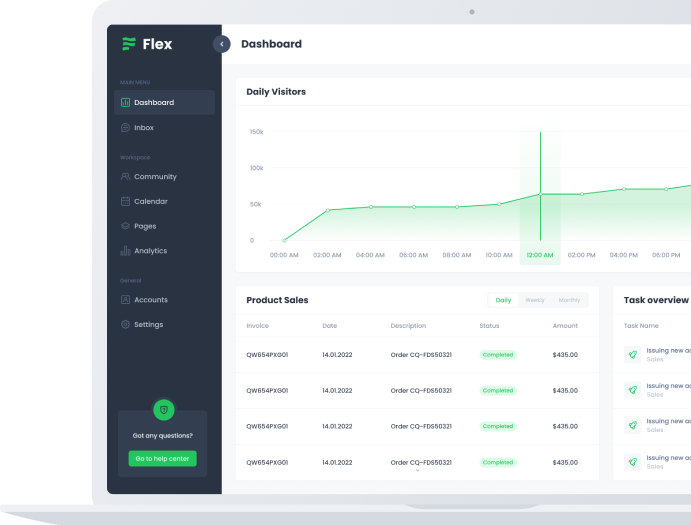 Flex
Dashboard
MAIN MENU
Dashboard
Inbox
Workspace
Community
Calendar
Pages
Analytics
General
Accounts
Settings
Got any questions?
Go to help center
Daily Visitors
150k
100k
50k
0
00:00 AM 02:00 AM 04:00 AM 06:00 AM 08:00 AM 10:00 AM 12:00 AM 02:00 PM 04:00 PM 06:00 PM
Product Sales
Daily Weekly Monthly
Invoice Date Description Status Amount
QW654PXG01 14.01.2022 Order CQ-FDS50321 Completed $435.00
QW654PXG01 14.01.2022 Order CQ-FDS50321 Completed $435.00
QW654PXG01 14.01.2022 Order CQ-FDS50321 Completed $435.00
QW654PXG01 14.01.2022 Order CQ-FDS50321 Completed $435.00
Task overview
Task Name
Issuing new ac
Sales
Issuing new ac
Sales
Issuing new ac
Sales
Issuing new ac
Sales